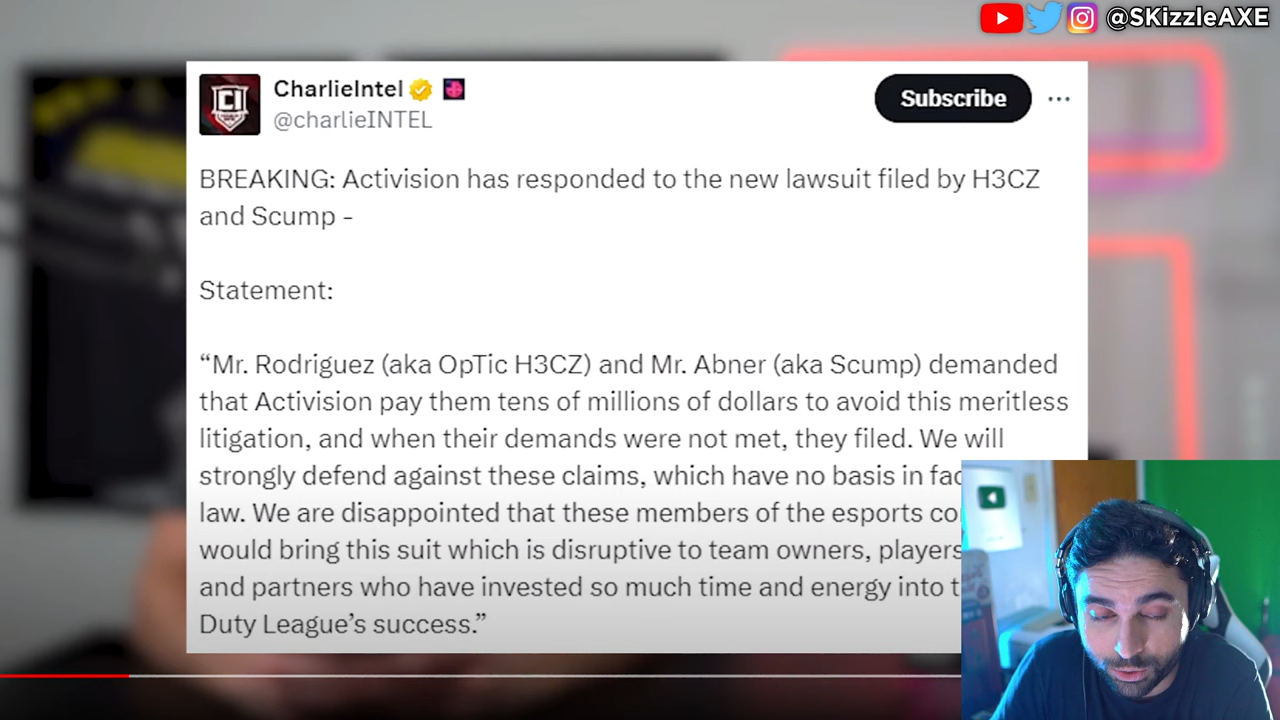 @SKizzleAXE
CharlieIntel
@charlieINTEL
Subscribe
BREAKING: Activision has responded to the new lawsuit filed by H3CZ
and Scump -
Statement:
“Mr. Rodriguez (aka OpTic H3CZ) and Mr. Abner (aka Scump) demanded
that Activision pay them tens of millions of dollars to avoid this meritless
litigation, and when their demands were not met, they filed. We will
strongly defend against these claims, which have no basis in
law. We are disappointed that these members of the esports
would bring this suit which is disruptive to team owners, players
and partners who have invested so much time and energy into
Duty League’s success.”